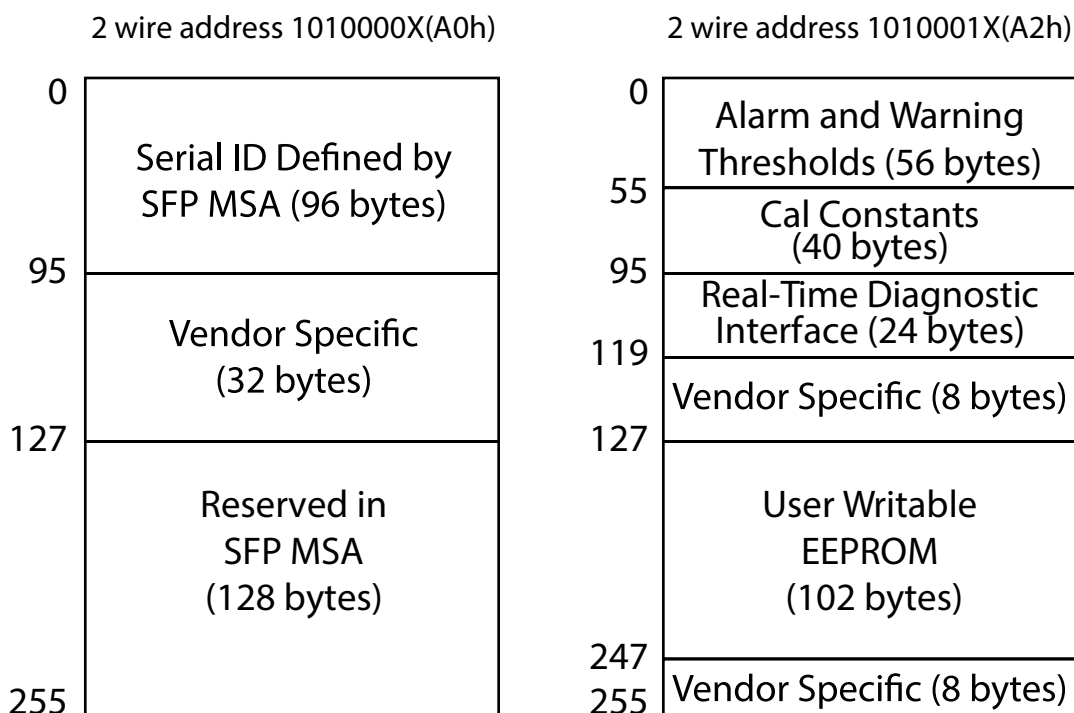 2 wire address 1010000X(A0h)
0
Serial ID Defined by
SFP MSA (96 bytes)
95
Vendor Specific
(32 bytes)
127
Reserved in
SFP MSA
(128 bytes)
255
2 wire address 1010001X(A2h)
0
Alarm and Warning
Thresholds (56 bytes)
55
Cal Constants
(40 bytes)
95
Real-Time Diagnostic
Interface (24 bytes)
119
Vendor Specific (8 bytes)
127
User Writable
EEPROM
(102 bytes)
247
Vendor Specific (8 bytes)
255